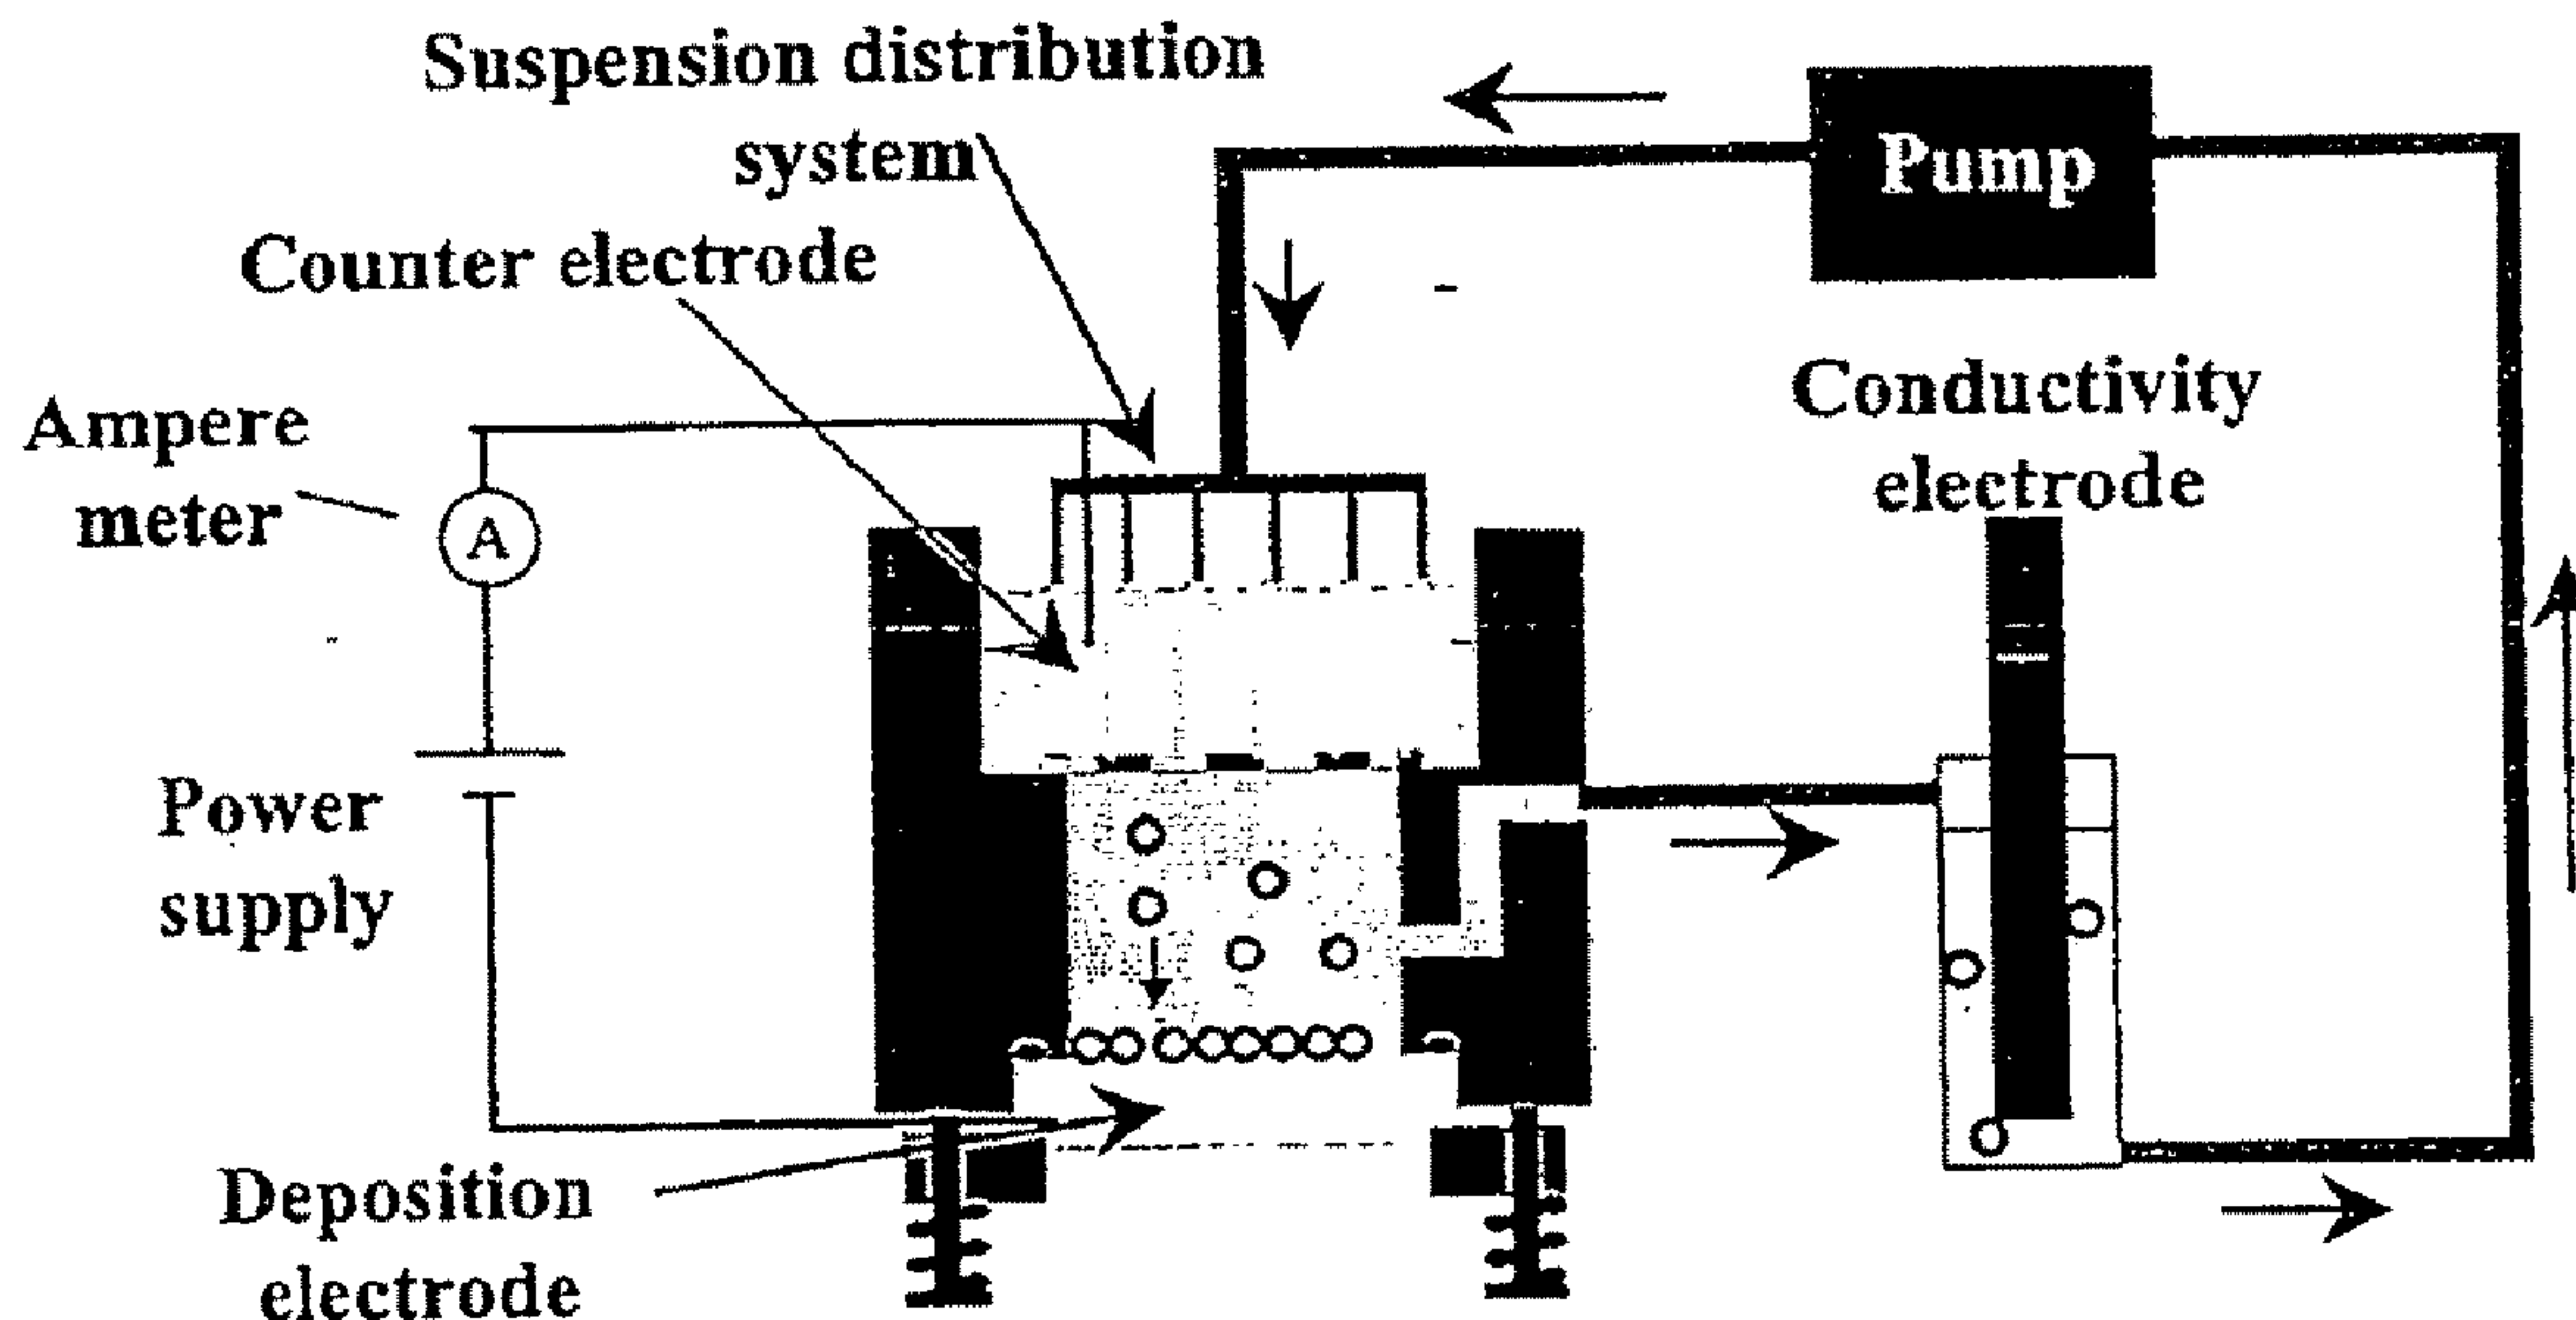 Suspension distribution
system
Counter electrode
Pump
Conductivity
electrode
Ampere
meter
A
Power
supply
Deposition
electrode